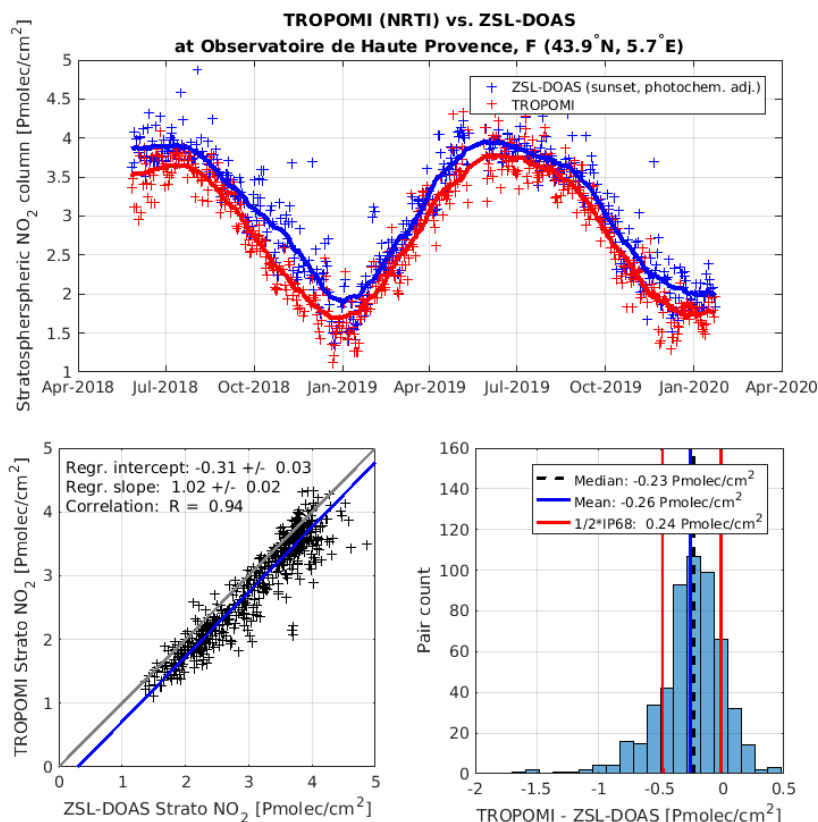 TROPOMI (NRTI) vs. ZSL-DOAS
at Observatoire de Haute Provence, F (43.9°N, 5.7°E)
Stratospherspheric NO2 column [Pmolec/cm2]
5
4.5
4
3.5
3
2.5
2
1.5
1
ZSL-DOAS (sunset, photochem. adj.)
TROPOMI
Apr-2018 Jul-2018 Oct-2018 Jan-2019 Apr-2019 Jul-2019 Oct-2019 Jan-2020 Apr-2020
TROPOMI Strato NO2 [Pmolec/cm2]
5
4
3
2
1
0
Regr. intercept: -0.31 +/- 0.03
Regr. slope: 1.02 +/- 0.02
Correlation: R = 0.94
0 1 2 3 4 5
ZSL-DOAS Strato NO2 [Pmolec/cm2]
Pair count
160
140
120
100
80
60
40
20
0
Median: -0.23 Pmolec/cm2
Mean: -0.26 Pmolec/cm2
1/2*IP68: 0.24 Pmolec/cm2
-2 -1.5 -1 -0.5 0 0.5
TROPOMI - ZSL-DOAS [Pmolec/cm2]